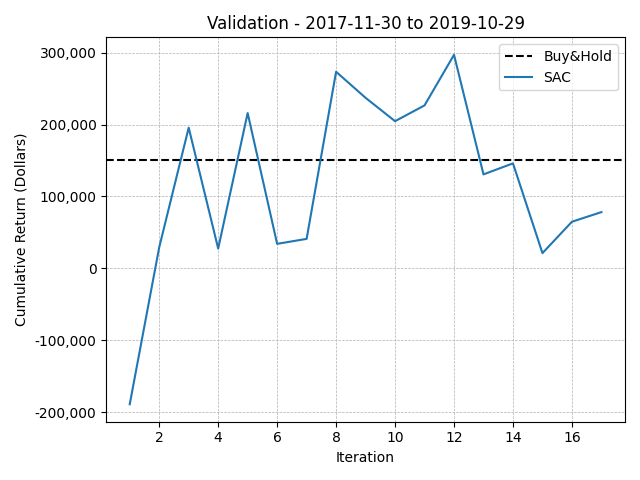 Validation - 2017-11-30 to 2019-10-29
Buy&Hold
SAC
Cumulative Return (Dollars)
300,000
200,000
100,000
0
-100,000
-200,000
2 4 6 8 10 12 14 16
Iteration